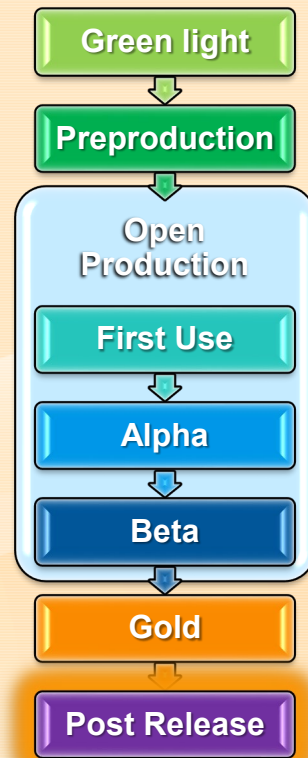 Green light
Preproduction
Open
Production
First Use
Alpha
Beta
Gold
Post Release